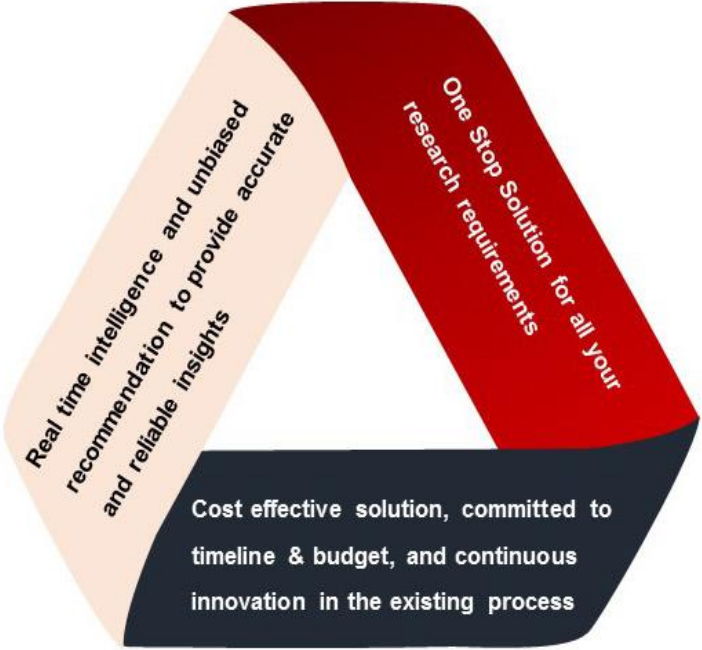 Real time intelligence and unbiased
recommendation to provide accurate
and reliable insights
One Stop Solution for all your
research requirements
Cost effective solution, committed to
timeline & budget, and continuous
innovation in the existing process